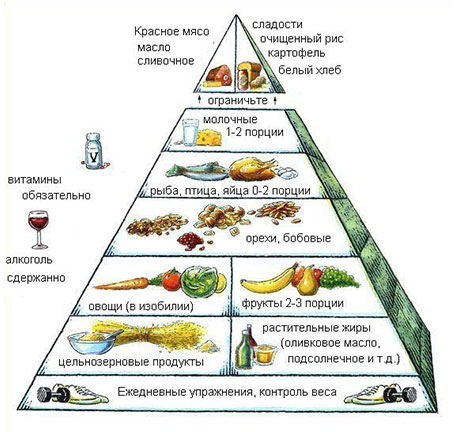 Красное мясо
масло
сливочное
сладости
очищенный рис
картофель
белый хлеб
ограничьте
молочные
1-2 порции
V
витамины
обязательно
рыба, птица, яйца 0-2 порции
орехи, бобовые
алкоголь
сдержанно
овощи (в изобилии)
фрукты 2-3 порции
цельнозерновые продукты
растительные жиры
(оливковое масло,
подсолнечное и т.д.)
Ежедневные упражнения, контроль веса